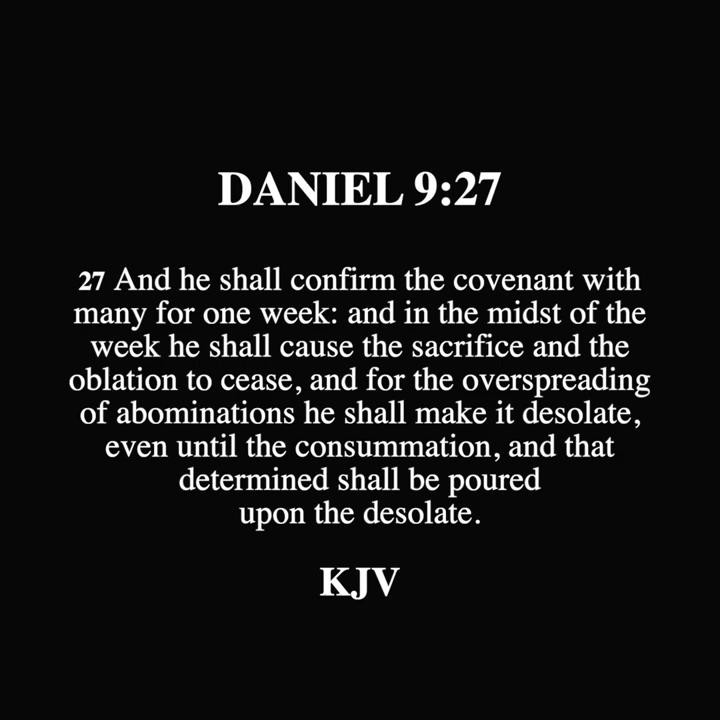 DANIEL 9:27
27 And he shall confirm the covenant with
many for one week: and in the midst of the
week he shall cause the sacrifice and the
oblation to cease, and for the overspreading
of abominations he shall make it desolate,
even until the consummation, and that
determined shall be poured
upon the desolate.
KJV